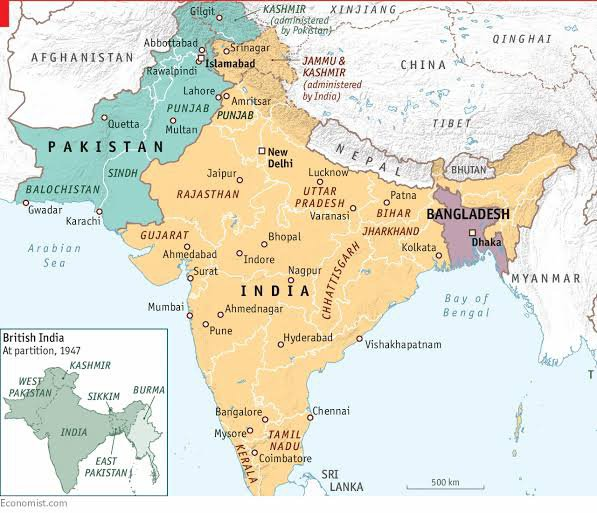 Gilgit
KASHMIR
(administered
by Pakistan)
XINJIANG
QINGHAI
Abbottabad
Srinagar
AFGHANISTAN
Islamabad
Rawalpindi
JAMMU &
KASHMIR
(administered
by India)
CHINA
Lahore
Amritsar
PUNJAB
PUNJAB
Quetta
Multan
TIBET
PAKISTAN
New
Delhi
NEPAL
BHUTAN
SINDH
BALOCHISTAN
Jaipur
Lucknow
RAJASTHAN
UTTAR
PRADESH
Patna
Gwadar
Karachi
Varanasi
BIHAR
BANGLADESH
JHARKHAND
GUJARAT
Bhopal
Dhaka
Arabian
Sea
Ahmedabad
Indore
CHHATTISGARH
Kolkata
Surat
Nagpur
MYANMAR
INDIA
Mumbai
Ahmednagar
Bay of
Bengal
Pune
Hyderabad
Vishakhapatnam
British India
At partition, 1947
KASHMIR
WEST
PAKISTAN
SIKKIM
BURMA
INDIA
EAST
PAKISTAN
Bangalore
Chennai
Mysore
TAMIL
NADU
Coimbatore
KERALA
SRI
LANKA
500 km
Economist.com